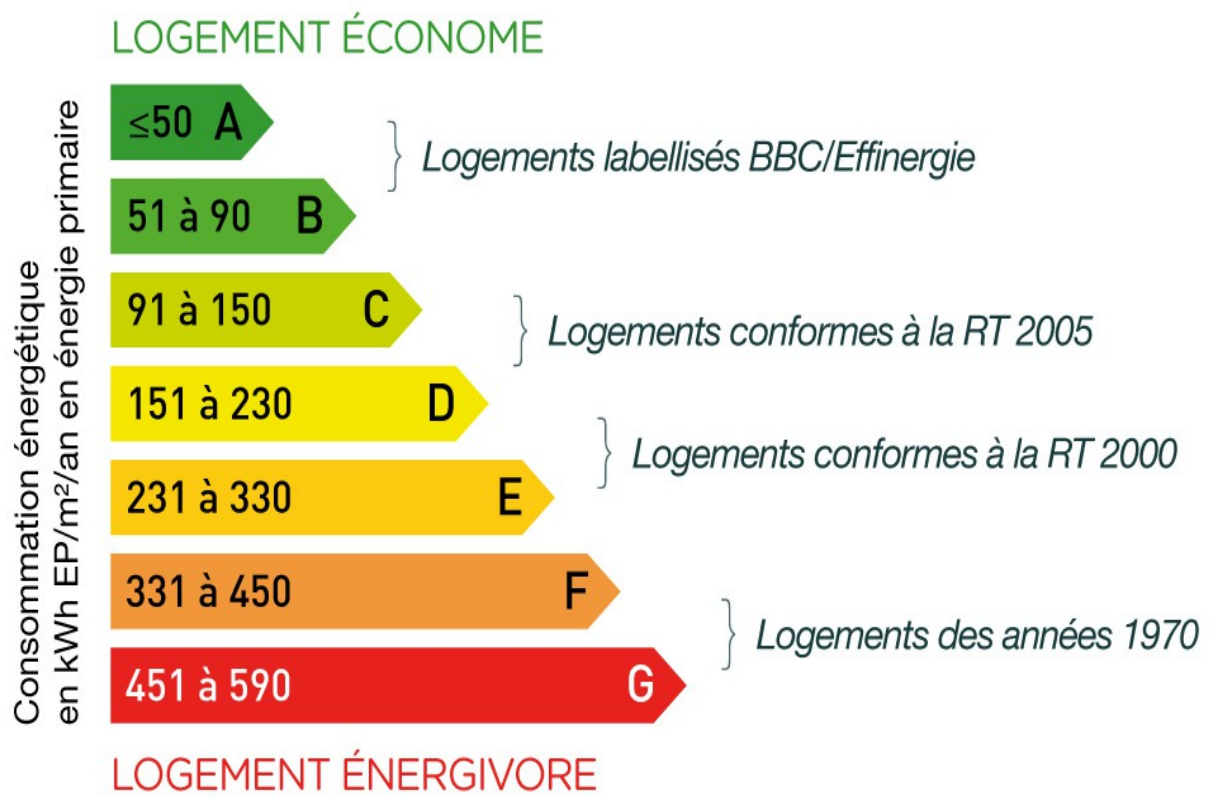 LOGEMENT ÉCONOME
Consommation énergétique
en kWh EP/m²/an en énergie primaire
≤50 A
Logements labellisés BBC/Effinergie
51 à 90 B
91 à 150 C
Logements conformes à la RT 2005
151 à 230 D
Logements conformes à la RT 2000
231 à 330 E
331 à 450 F
Logements des années 1970
451 à 590 G
LOGEMENT ÉNERGIVORE